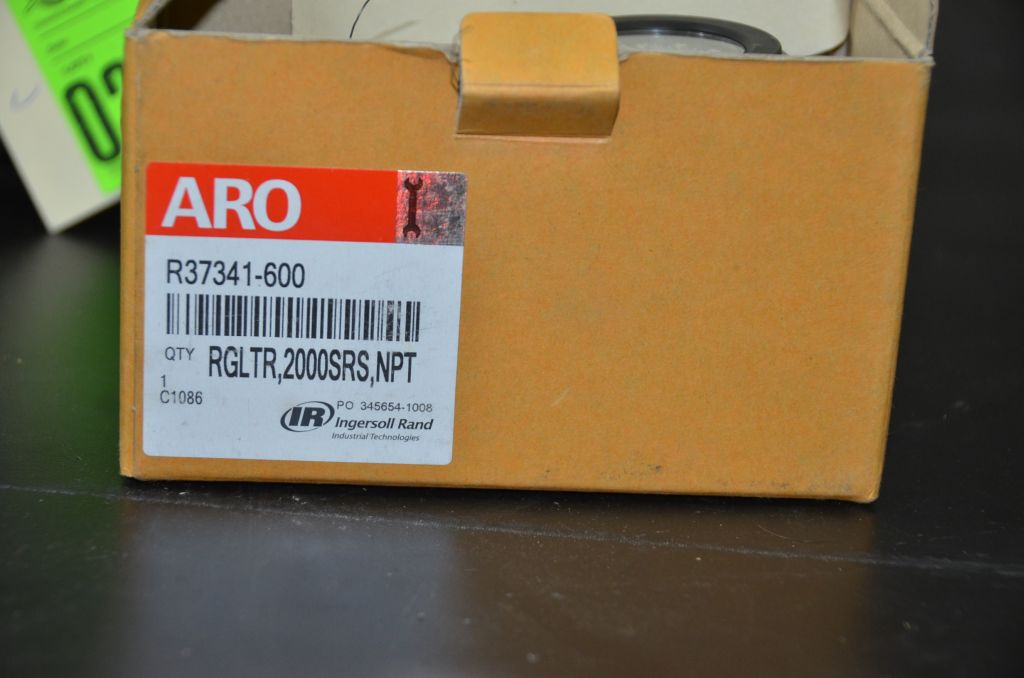 ARO
R37341-600
QTY RGLTR,2000SRS,NPT
1
C1086
PO 345654-1008
IR Ingersoll Rand
Industrial Technologies